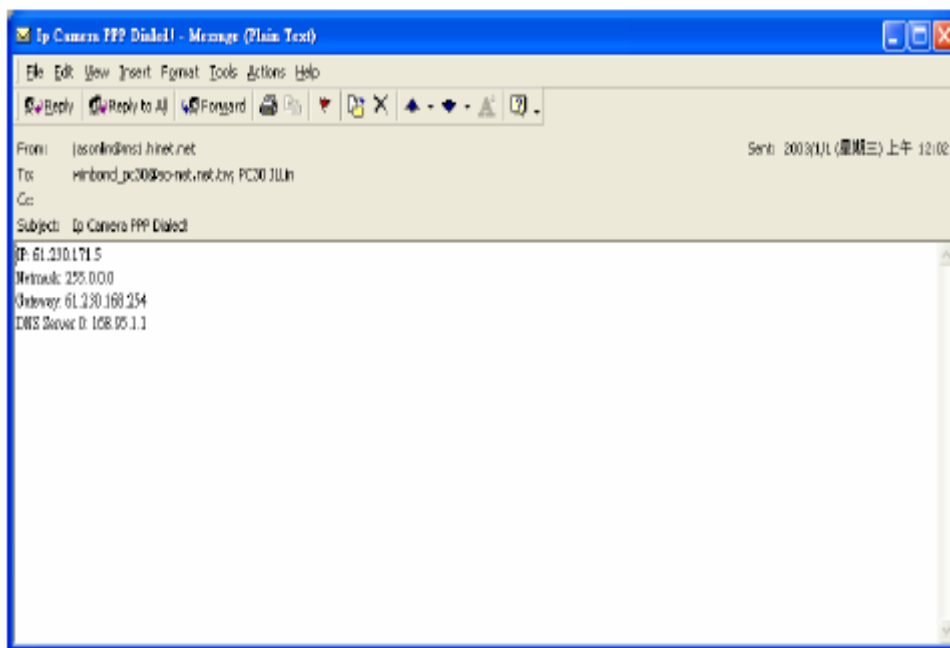 Ip Camera PPP Dialed! - Message (Plain Text)
File Edit View Insert Format Tools Actions Help
Reply Reply to All Forward
From: jasonlin@ms1.hinet.net
Sent: 2003/1/1 (星期三) 上午 12:02
To: winbond_pc30@so-net.net.tw; PC30 JLLin
Cc:
Subject: Ip Camera PPP Dialed!
IP: 61.230.171.5
Netmask: 255.0.0.0
Gateway: 61.230.168.254
DNS Server 0: 168.95.1.1